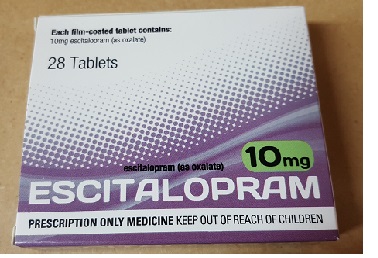 Each film-coated tablet contains:
10mg escitalopram (as oxalate)
28 Tablets
escitalopram (as oxalate)
10mg
ESCITALOPRAM
PRESCRIPTION ONLY MEDICINE KEEP OUT OF REACH OF CHILDREN